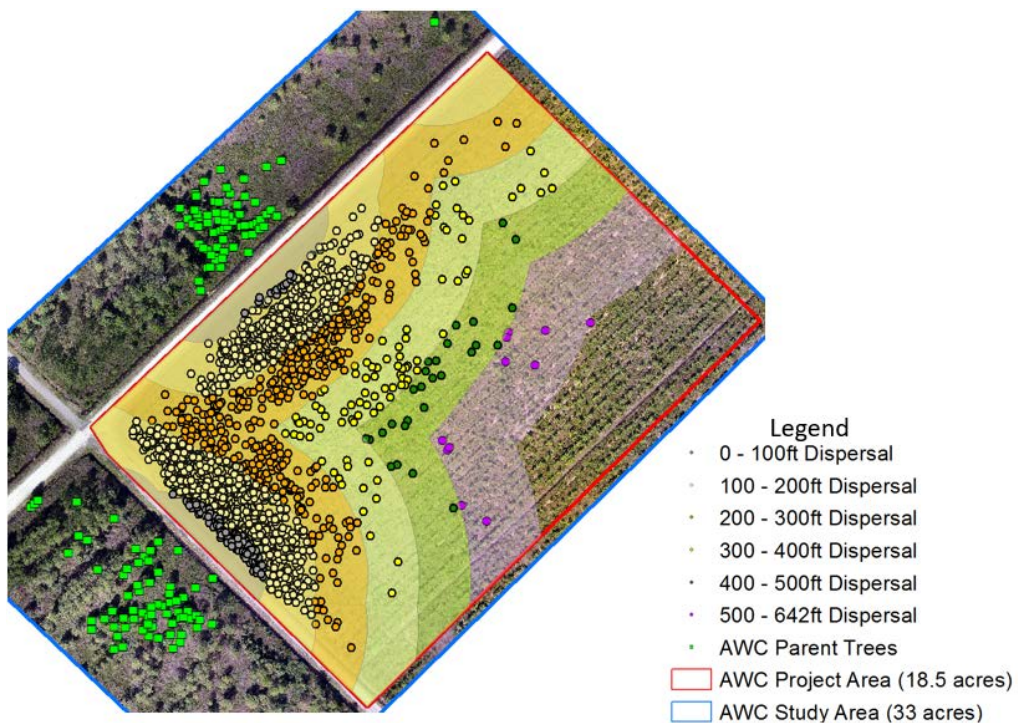 Legend
0 - 100ft Dispersal
100 - 200ft Dispersal
200 - 300ft Dispersal
300 - 400ft Dispersal
400 - 500ft Dispersal
500 - 642ft Dispersal
AWC Parent Trees
AWC Project Area (18.5 acres)
AWC Study Area (33 acres)